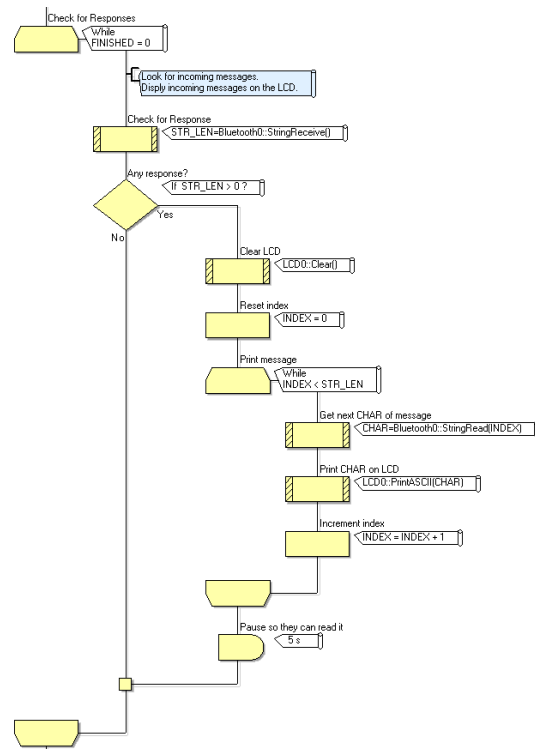 Check for Responses
While
FINISHED = 0
Look for incoming messages.
Disply incoming messages on the LCD.
Check for Response
STR_LEN=Bluetooth0::StringReceive()
Any response?
If STR_LEN > 0 ?
Yes
No
Clear LCD
LCD0::Clear()
Reset index
INDEX = 0
Print message
While
INDEX < STR_LEN
Get next CHAR of message
CHAR=Bluetooth0::StringRead(INDEX)
Print CHAR on LCD
LCD0::PrintASCII(CHAR)
Increment index
INDEX = INDEX + 1
Pause so they can read it
5 s